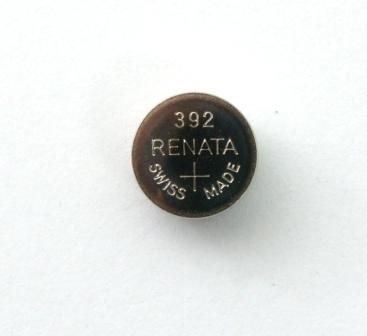 392
RENATA
+
SWISS MADE